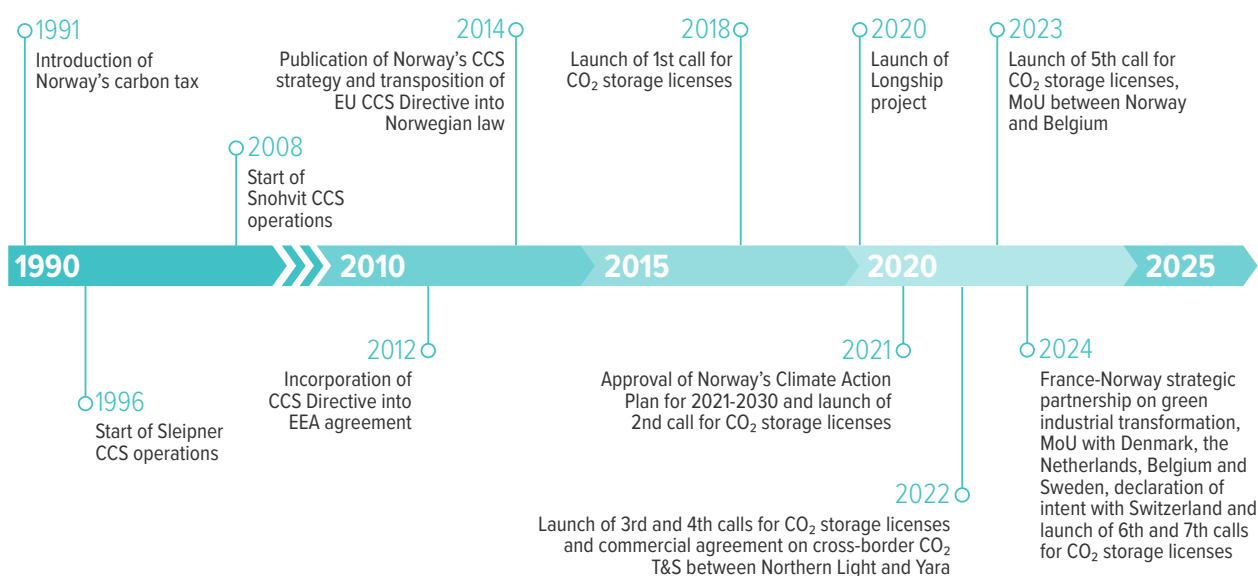 1991
Introduction of
Norway's carbon tax
2008
Start of
Snohvit CCS
operations
2014
Publication of Norway's CCS
strategy and transposition of
EU CCS Directive into
Norwegian law
2018
Launch of 1st call for
CO₂ storage licenses
2020
Launch of
Longship
project
2023
Launch of 5th call for
CO₂ storage licenses,
MoU between Norway
and Belgium
1990
2010
2015
2020
2025
1996
Start of Sleipner
CCS operations
2012
Incorporation of
CCS Directive into
EEA agreement
2021
Approval of Norway's Climate Action
Plan for 2021-2030 and launch of
2nd call for CO₂ storage licenses
2022
Launch of 3rd and 4th calls for CO₂ storage licenses
and commercial agreement on cross-border CO₂
T&S between Northern Light and Yara
2024
France-Norway strategic
partnership on green
industrial transformation,
MoU with Denmark, the
Netherlands, Belgium and
Sweden, declaration of
intent with Switzerland and
launch of 6th and 7th calls
for CO₂ storage licenses